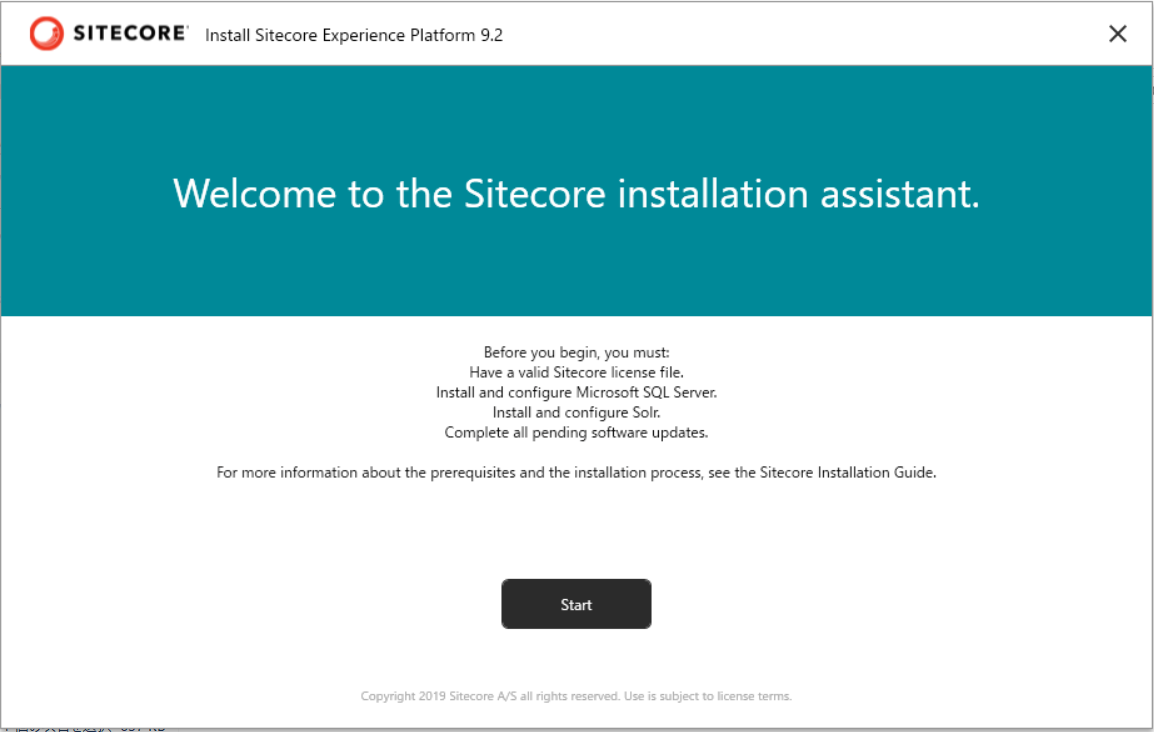 SITECORE Install Sitecore Experience Platform 9.2
Welcome to the Sitecore installation assistant.
Before you begin, you must:
Have a valid Sitecore license file.
Install and configure Microsoft SQL Server.
Install and configure Solr.
Complete all pending software updates.
For more information about the prerequisites and the installation process, see the Sitecore Installation Guide.
Start
Copyright 2019 Sitecore A/S all rights reserved. Use is subject to license terms.